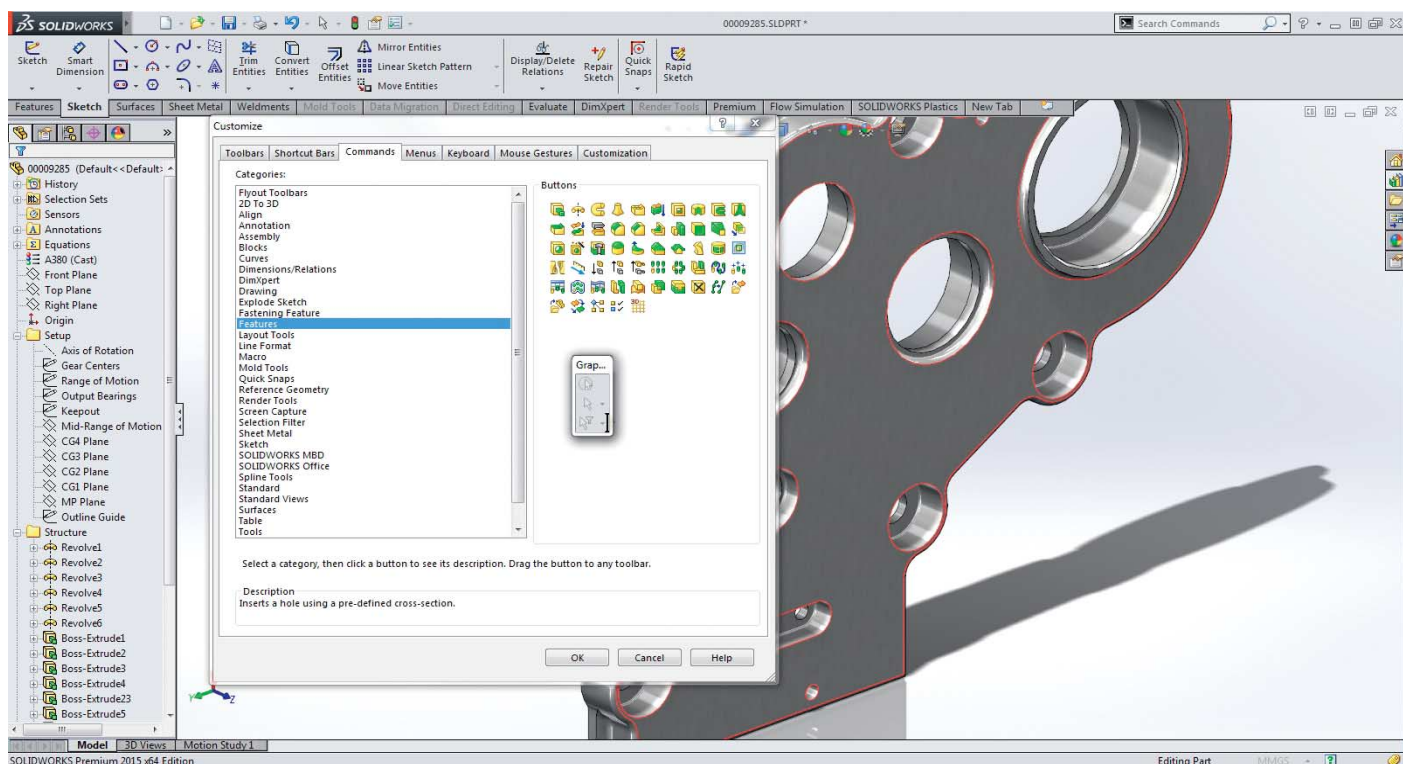 SOLIDWORKS
00009285.SLDPRT *
Search Commands
Sketch
Smart Dimension
Trim Entities
Convert Entities
Offset Entities
Mirror Entities
Linear Sketch Pattern
Move Entities
Display/Delete Relations
Repair Sketch
Quick Snaps
Rapid Sketch
Features Sketch Surfaces Sheet Metal Weldments Mold Tools Data Migration Direct Editing Evaluate DimXpert Render Tools Premium Flow Simulation SOLIDWORKS Plastics New Tab
00009285 (Default<<Default:
History
Selection Sets
Sensors
Annotations
Equations
A380 (Cast)
Front Plane
Top Plane
Right Plane
Origin
Setup
Axis of Rotation
Gear Centers
Range of Motion
Output Bearings
Keepout
Mid-Range of Motion
CG4 Plane
CG3 Plane
CG2 Plane
CG1 Plane
MP Plane
Outline Guide
Structure
Revolve1
Revolve2
Revolve3
Revolve4
Revolve5
Revolve6
Boss-Extrude1
Boss-Extrude2
Boss-Extrude3
Boss-Extrude4
Boss-Extrude23
Boss-Extrude5
Customize
Toolbars Shortcut Bars Commands Menus Keyboard Mouse Gestures Customization
Categories:
Flyout Toolbars
2D To 3D
Align
Annotation
Assembly
Blocks
Curves
Dimensions/Relations
DimXpert
Drawing
Explode Sketch
Fastening Feature
Features
Layout Tools
Line Format
Macro
Mold Tools
Quick Snaps
Reference Geometry
Render Tools
Screen Capture
Selection Filter
Sheet Metal
Sketch
SOLIDWORKS MBD
SOLIDWORKS Office
Spline Tools
Standard
Standard Views
Surfaces
Table
Tools
Buttons
Grap...
Select a category, then click a button to see its description. Drag the button to any toolbar.
Description
Inserts a hole using a pre-defined cross-section.
OK Cancel Help
Y Z
Model 3D Views Motion Study 1
SOLIDWORKS Premium 2015 x64 Edition
Editing Part MMGS